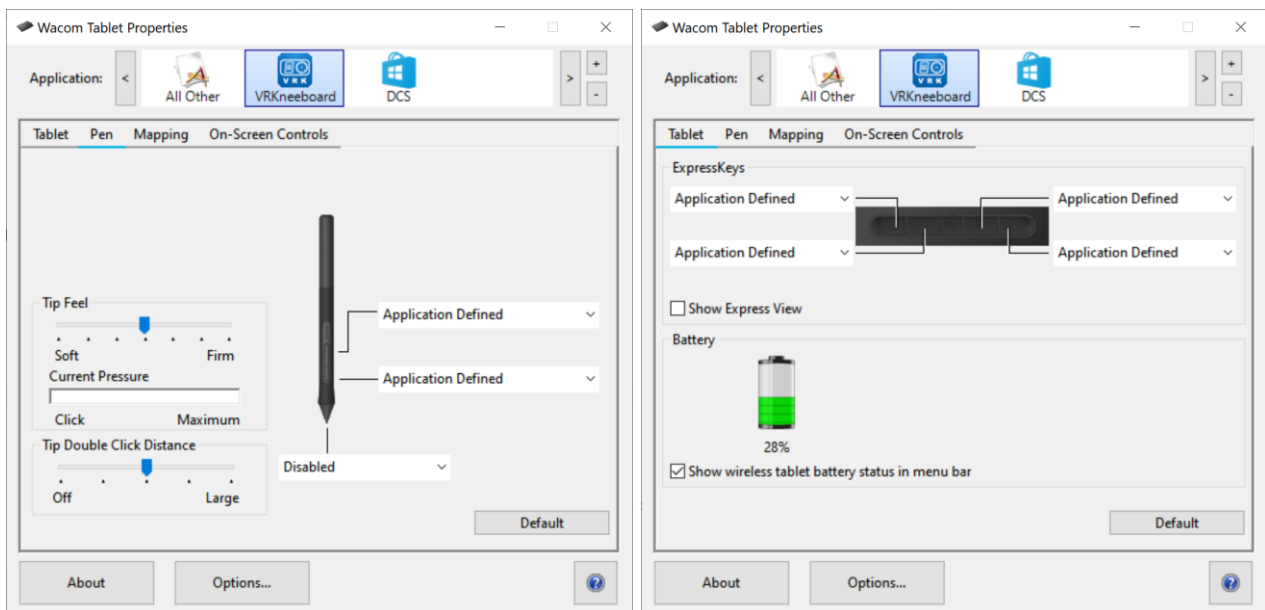 Wacom Tablet Properties
Application:
<
All Other
VRK
VRKneeboard
DCS
>
+
-
Tablet Pen Mapping On-Screen Controls
Tip Feel
Soft Firm
Current Pressure
Click Maximum
Tip Double Click Distance
Off Large
Application Defined
Application Defined
Disabled
Default
About Options... ?
Wacom Tablet Properties
Application:
<
All Other
VRK
VRKneeboard
DCS
>
+
-
Tablet Pen Mapping On-Screen Controls
ExpressKeys
Application Defined Application Defined
Application Defined Application Defined
Show Express View
Battery
28%
Show wireless tablet battery status in menu bar
Default
About Options... ?